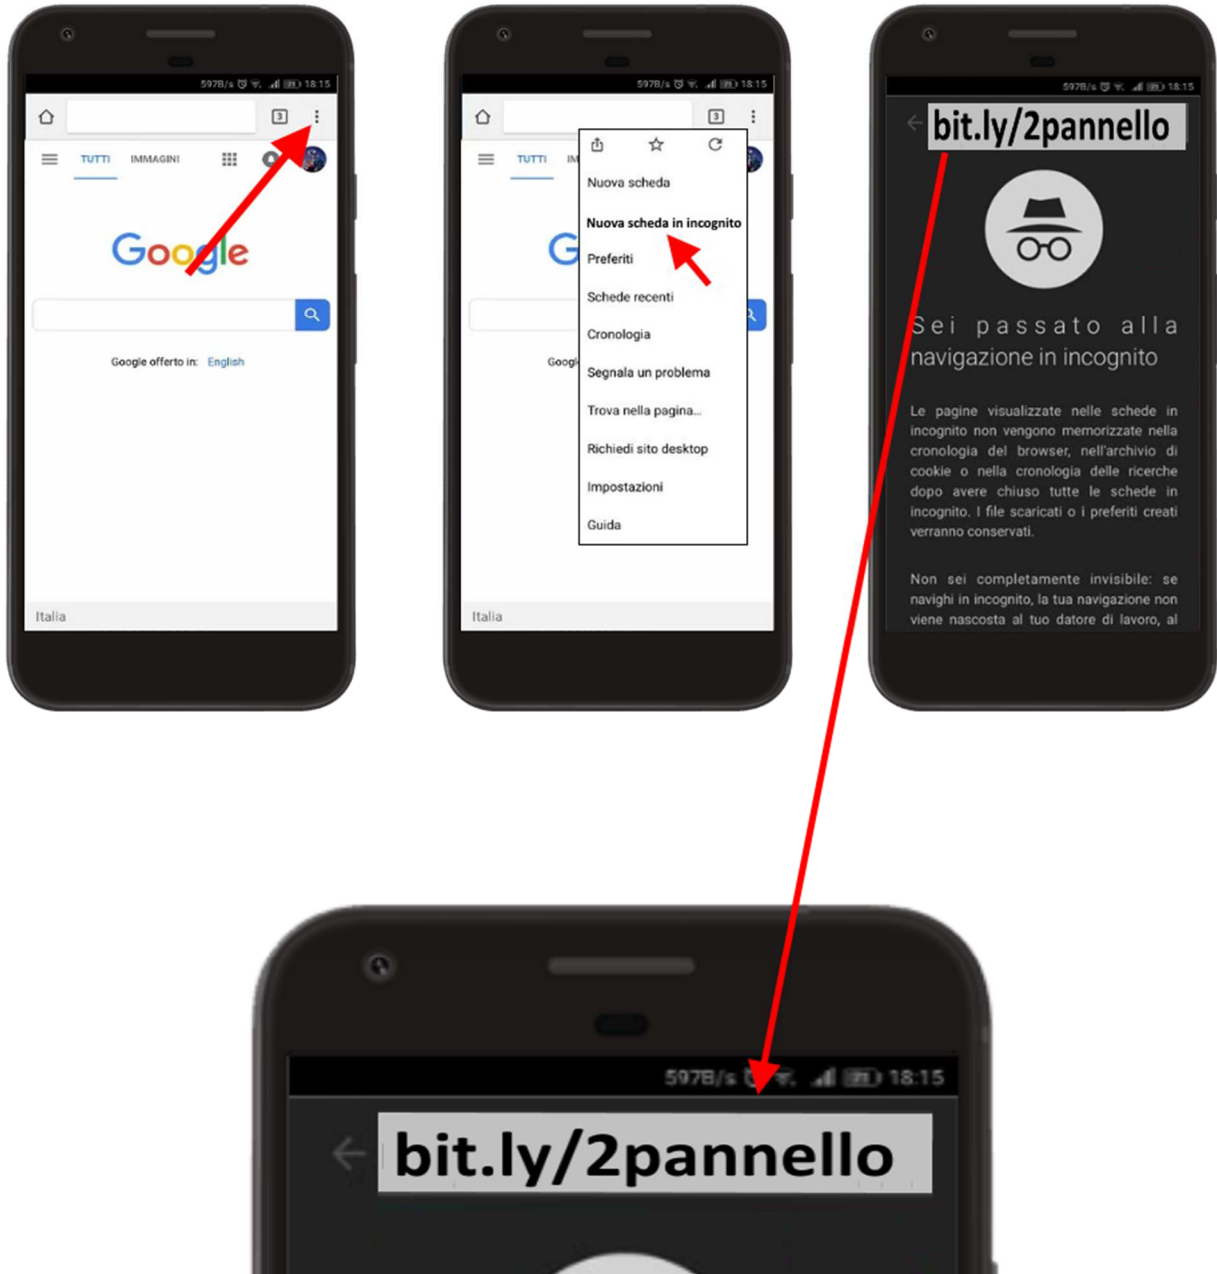 597B/s 18:15
3
TUTTI IMMAGINI
Google
Google offerto in: English
Italia
597B/s 18:15
3
TUTTI IM
G
Googl
Nuova scheda
Nuova scheda in incognito
Preferiti
Schede recenti
Cronologia
Segnala un problema
Trova nella pagina...
Richiedi sito desktop
Impostazioni
Guida
Italia
597B/s 18:15
bit.ly/2pannello
Sei passato alla
navigazione in incognito
Le pagine visualizzate nelle schede in
incognito non vengono memorizzate nella
cronologia del browser, nell'archivio di
cookie o nella cronologia delle ricerche
dopo avere chiuso tutte le schede in
incognito. I file scaricati o i preferiti creati
verranno conservati.
Non sei completamente invisibile: se
navighi in incognito, la tua navigazione non
viene nascosta al tuo datore di lavoro, al
597B/s 18:15
bit.ly/2pannello